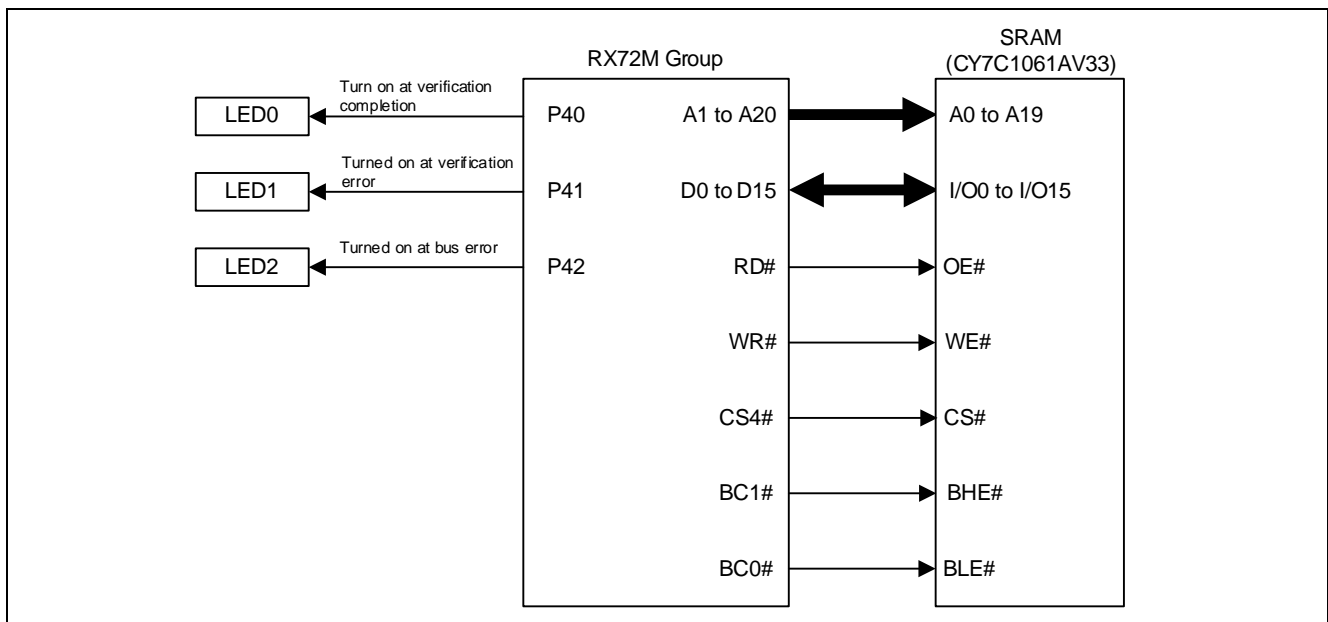 SRAM
(CY7C1061AV33)
RX72M Group
Turn on at verification
completion
LED0
P40
A1 to A20
A0 to A19
Turned on at verification
error
LED1
P41
D0 to D15
I/O0 to I/O15
Turned on at bus error
LED2
P42
RD#
OE#
WR#
WE#
CS4#
CS#
BC1#
BHE#
BC0#
BLE#